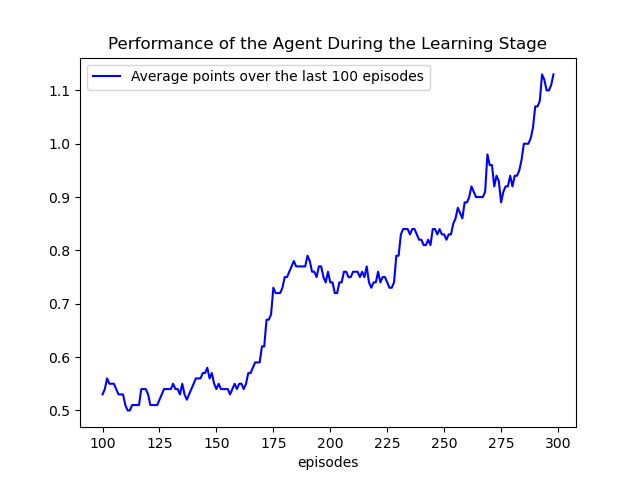 Performance of the Agent During the Learning Stage
Average points over the last 100 episodes
1.1
1.0
0.9
0.8
0.7
0.6
0.5
100 125 150 175 200 225 250 275 300
episodes